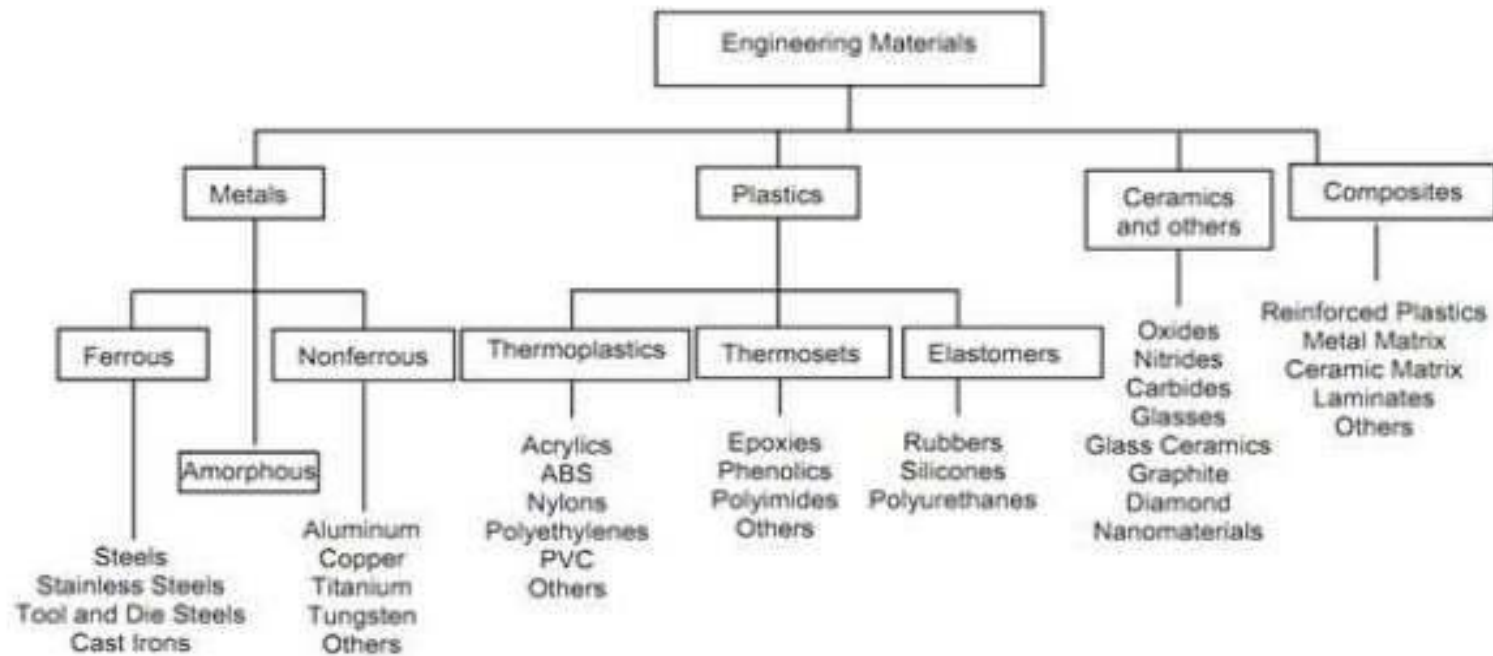 Engineering Materials
Metals
Plastics
Ceramics
and others
Composites
Ferrous
Nonferrous
Amorphous
Thermoplastics
Thermosets
Elastomers
Steels
Stainless Steels
Tool and Die Steels
Cast Irons
Aluminum
Copper
Titanium
Tungsten
Others
Acrylics
ABS
Nylons
Polyethylenes
PVC
Others
Epoxies
Phenolics
Polyimides
Others
Rubbers
Silicones
Polyurethanes
Oxides
Nitrides
Carbides
Glasses
Glass Ceramics
Graphite
Diamond
Nanomaterials
Reinforced Plastics
Metal Matrix
Ceramic Matrix
Laminates
Others